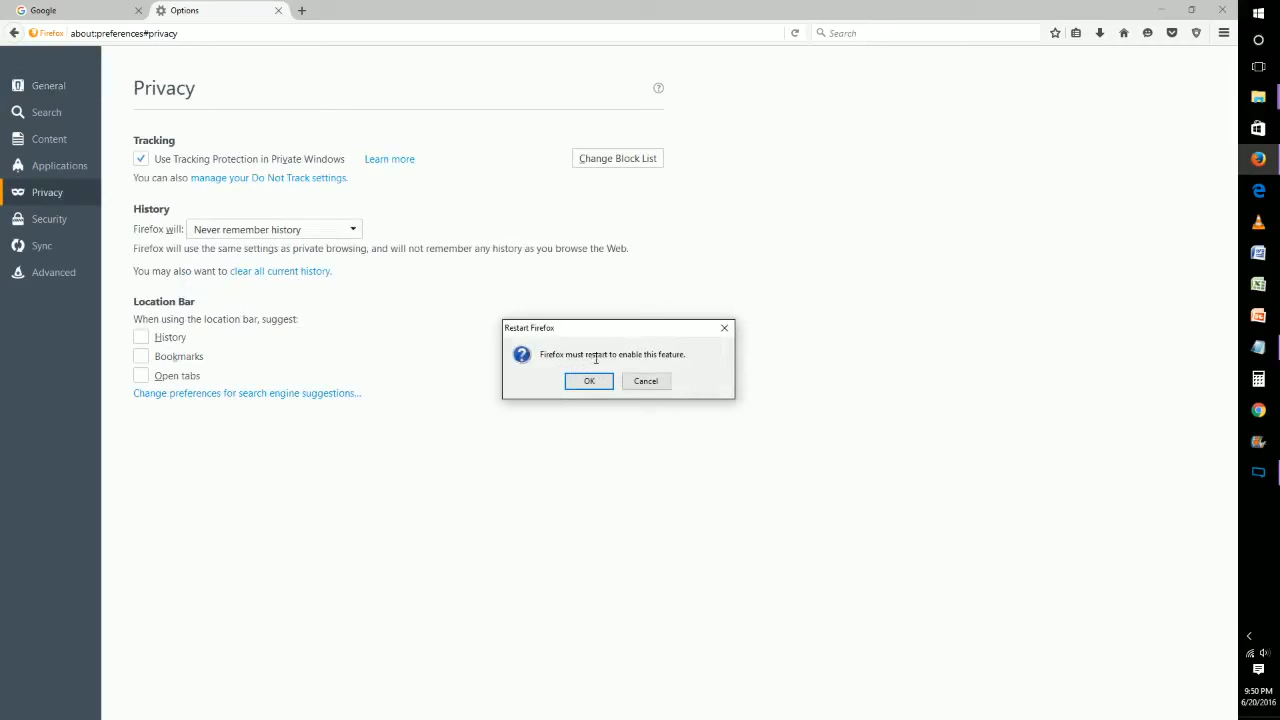 Google
Options
Firefox
about:preferences#privacy
Search
General
Search
Content
Applications
Privacy
Security
Sync
Advanced
Privacy
Tracking
Use Tracking Protection in Private Windows
Learn more
Change Block List
You can also manage your Do Not Track settings.
History
Firefox will:
Never remember history
Firefox will use the same settings as private browsing, and will not remember any history as you browse the Web.
You may also want to clear all current history.
Location Bar
When using the location bar, suggest:
History
Bookmarks
Open tabs
Change preferences for search engine suggestions...
Restart Firefox
Firefox must restart to enable this feature.
OK
Cancel
9:50 PM
6/20/2016